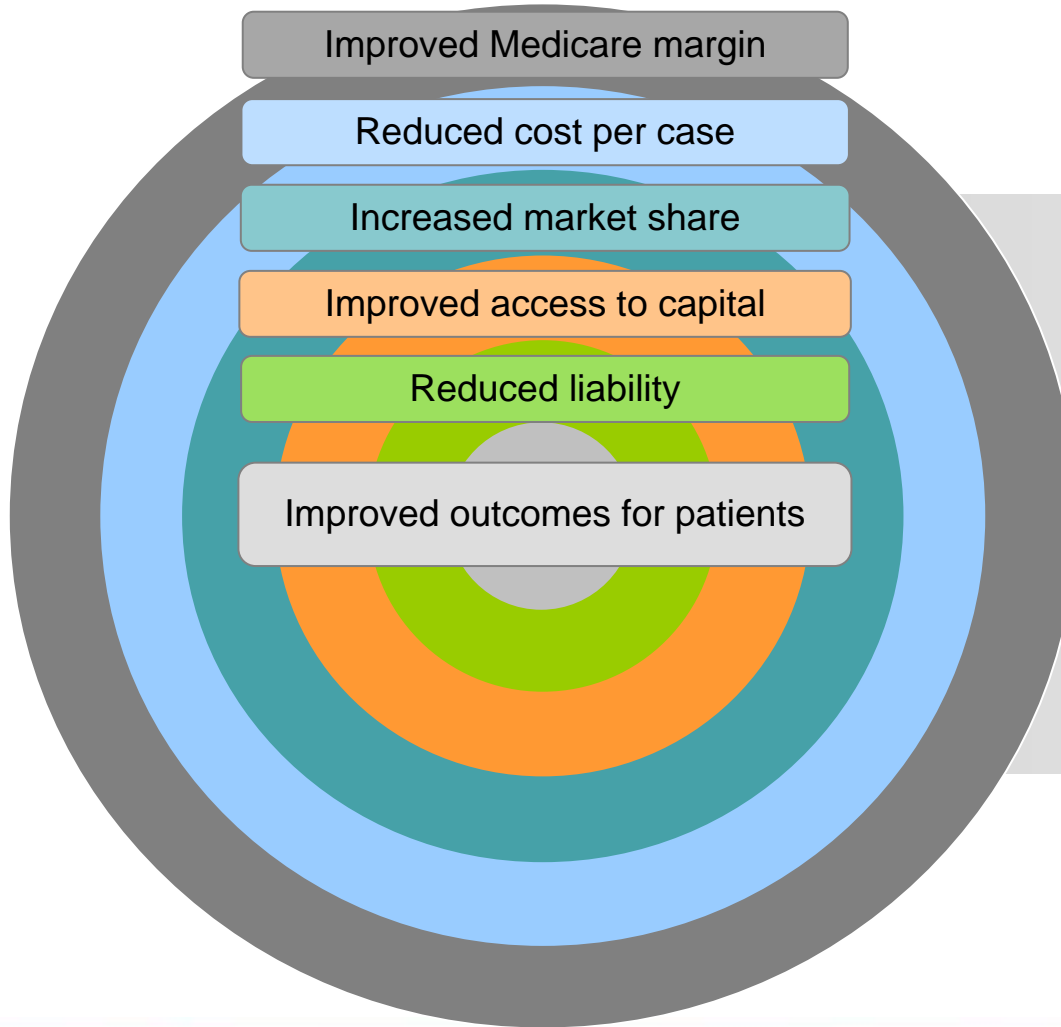 Improved Medicare margin
Reduced cost per case
Increased market share
Improved access to capital
Reduced liability
Improved outcomes for patients